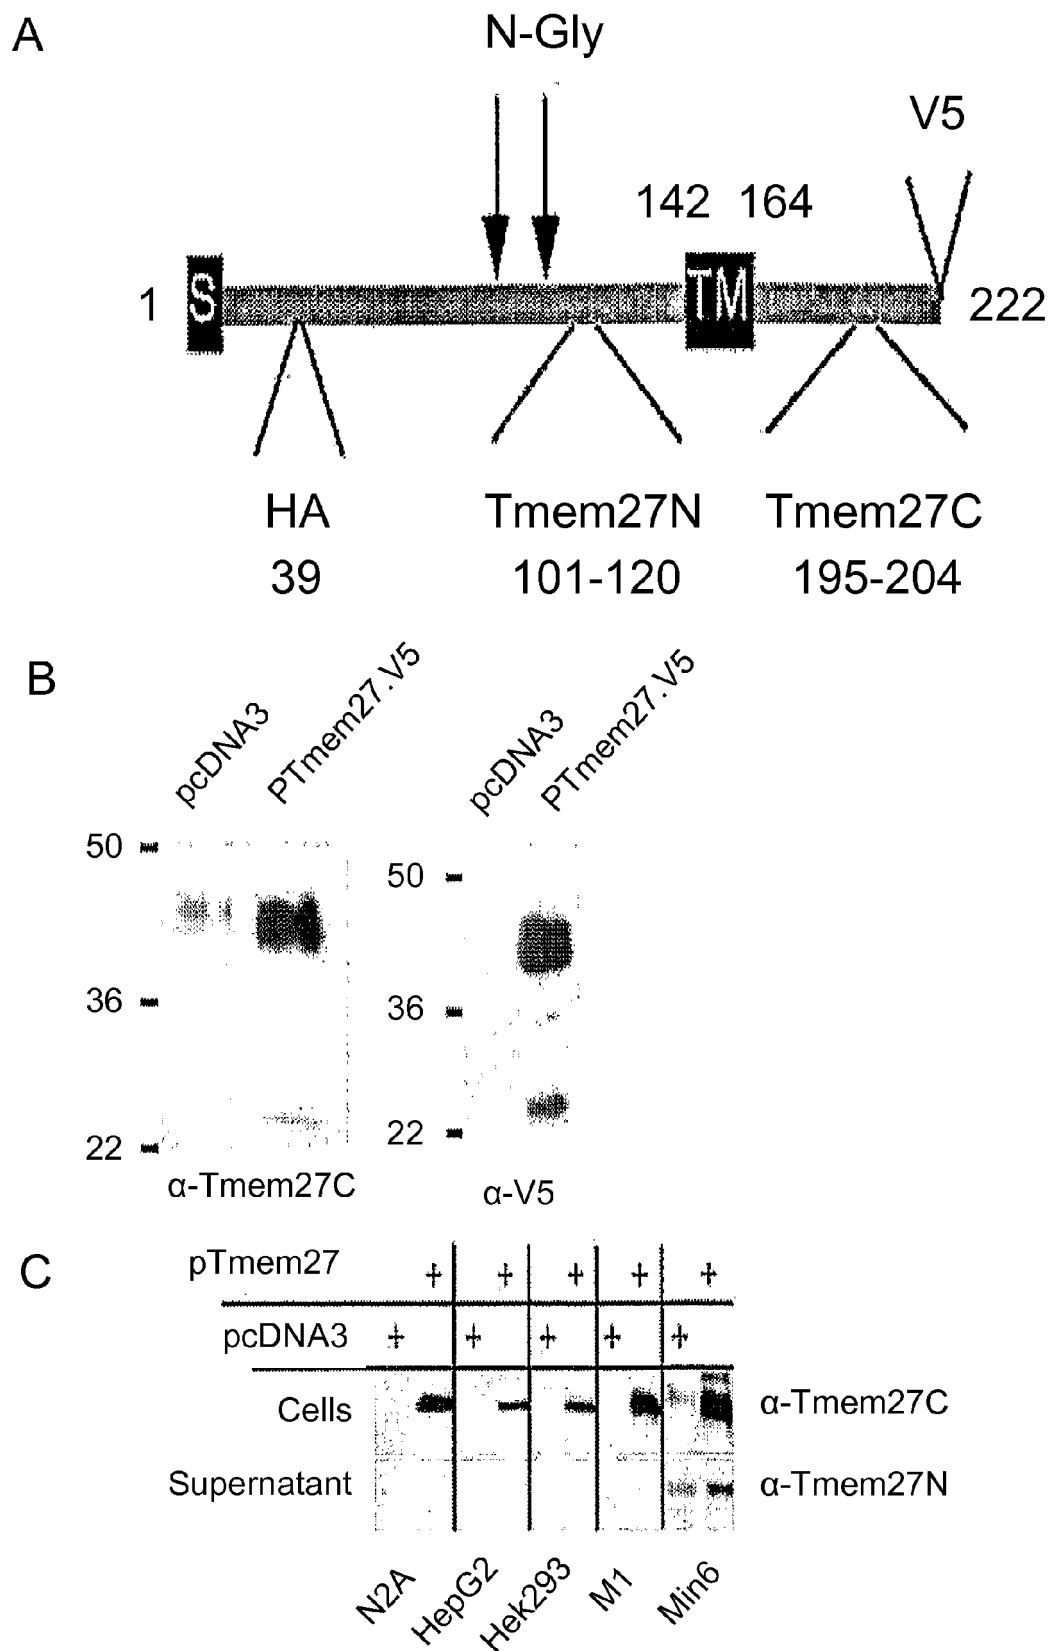 A
N-Gly
V5
142 164
1 S TM 222
HA Tmem27N Tmem27C
39 101-120 195-204
B
pcDNA3 PTmem27.V5 pcDNA3 PTmem27.V5
50
36
22
α-Tmem27C
50
36
22
α-V5
C
pTmem27 + + + + +
pcDNA3 + + + + +
Cells α-Tmem27C
Supernatant α-Tmem27N
N2A HepG2 Hek293 M1 Min6